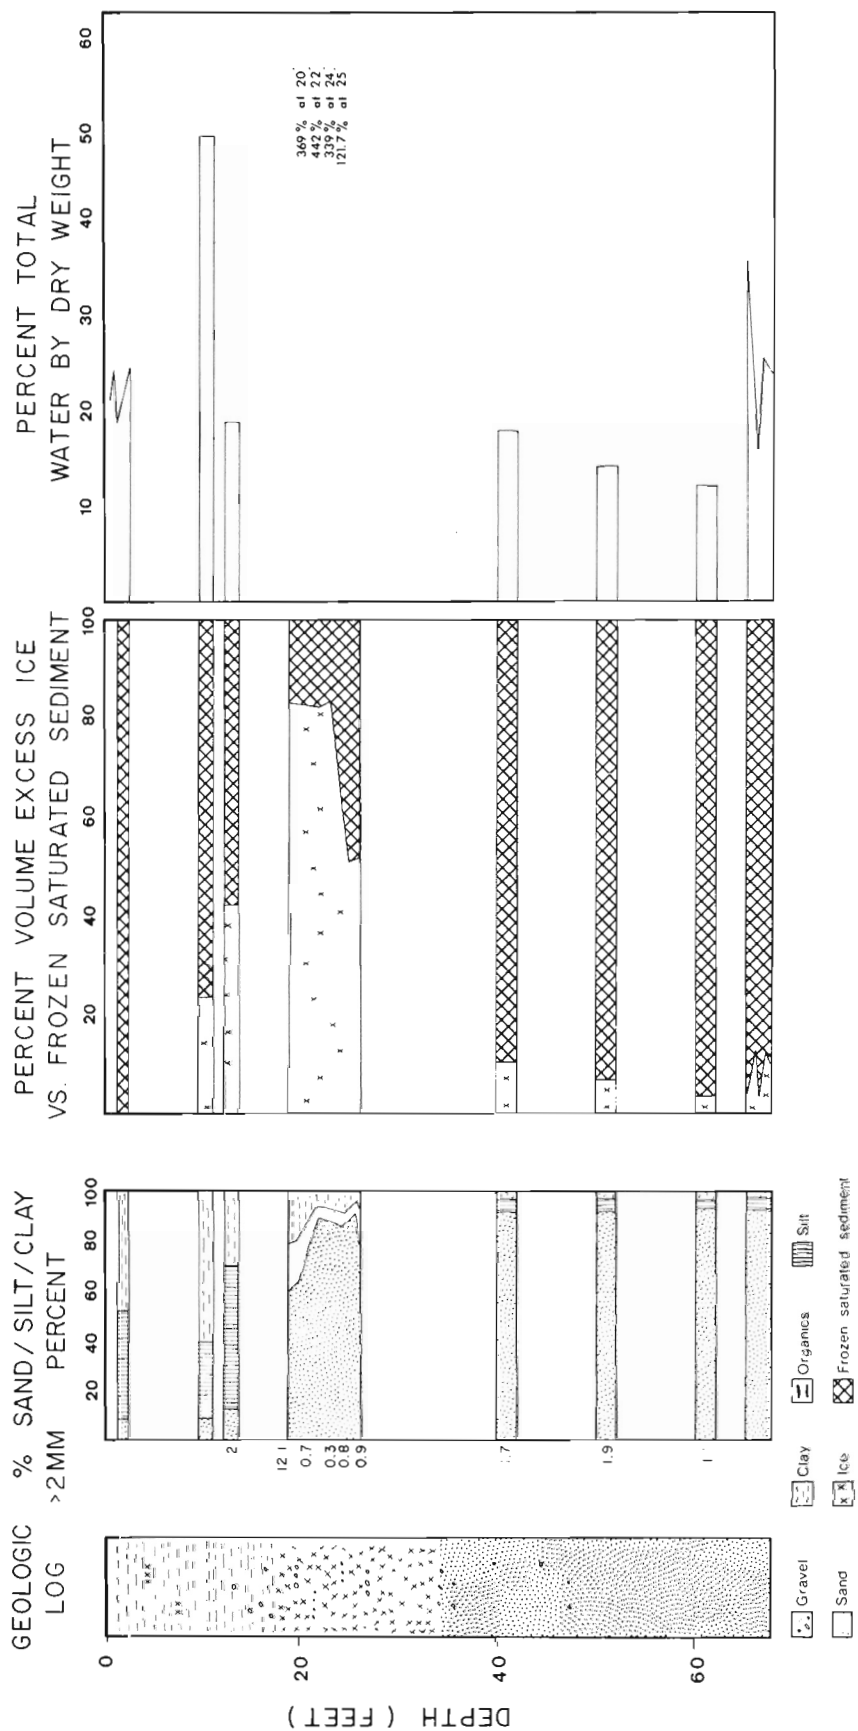 GEOLOGIC
LOG
% SAND/SILT/CLAY
>2MM PERCENT
PERCENT VOLUME EXCESS ICE
VS. FROZEN SATURATED SEDIMENT
PERCENT TOTAL
WATER BY DRY WEIGHT
20 40 60 80 100
20 40 60 80 100
10 20 30 40 50 60
0
20
40
60
DEPTH (FEET)
2
12.1
0.7
0.3
0.8
0.9
1.9
369% at 20'
442% at 22'
339% at 24'
121.7% at 25
Gravel
Clay
Organics
Silt
Sand
Ice
Frozen saturated sediment